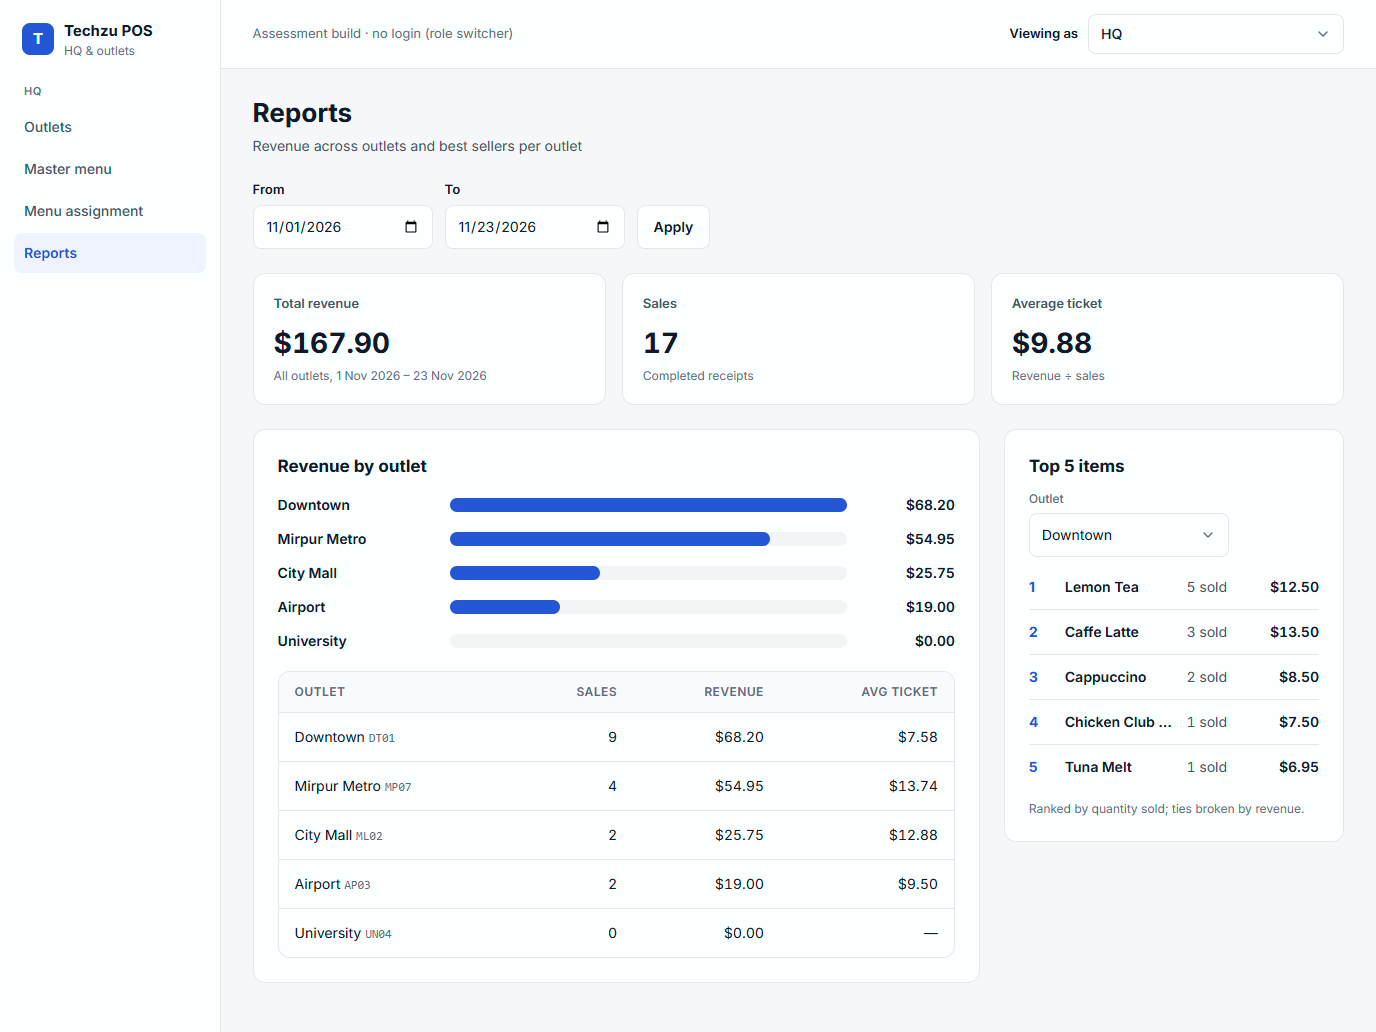 T
Techzu POS
HQ & outlets
HQ
Outlets
Master menu
Menu assignment
Reports
Assessment build · no login (role switcher)
Viewing as
HQ
Reports
Revenue across outlets and best sellers per outlet
From
To
11/01/2026
11/23/2026
Apply
Total revenue
$167.90
All outlets, 1 Nov 2026 – 23 Nov 2026
Sales
17
Completed receipts
Average ticket
$9.88
Revenue ÷ sales
Revenue by outlet
Downtown $68.20
Mirpur Metro $54.95
City Mall $25.75
Airport $19.00
University $0.00
OUTLET SALES REVENUE AVG TICKET
Downtown DT01 9 $68.20 $7.58
Mirpur Metro MP07 4 $54.95 $13.74
City Mall ML02 2 $25.75 $12.88
Airport AP03 2 $19.00 $9.50
University UN04 0 $0.00 —
Top 5 items
Outlet
Downtown
1 Lemon Tea 5 sold $12.50
2 Caffe Latte 3 sold $13.50
3 Cappuccino 2 sold $8.50
4 Chicken Club ... 1 sold $7.50
5 Tuna Melt 1 sold $6.95
Ranked by quantity sold; ties broken by revenue.